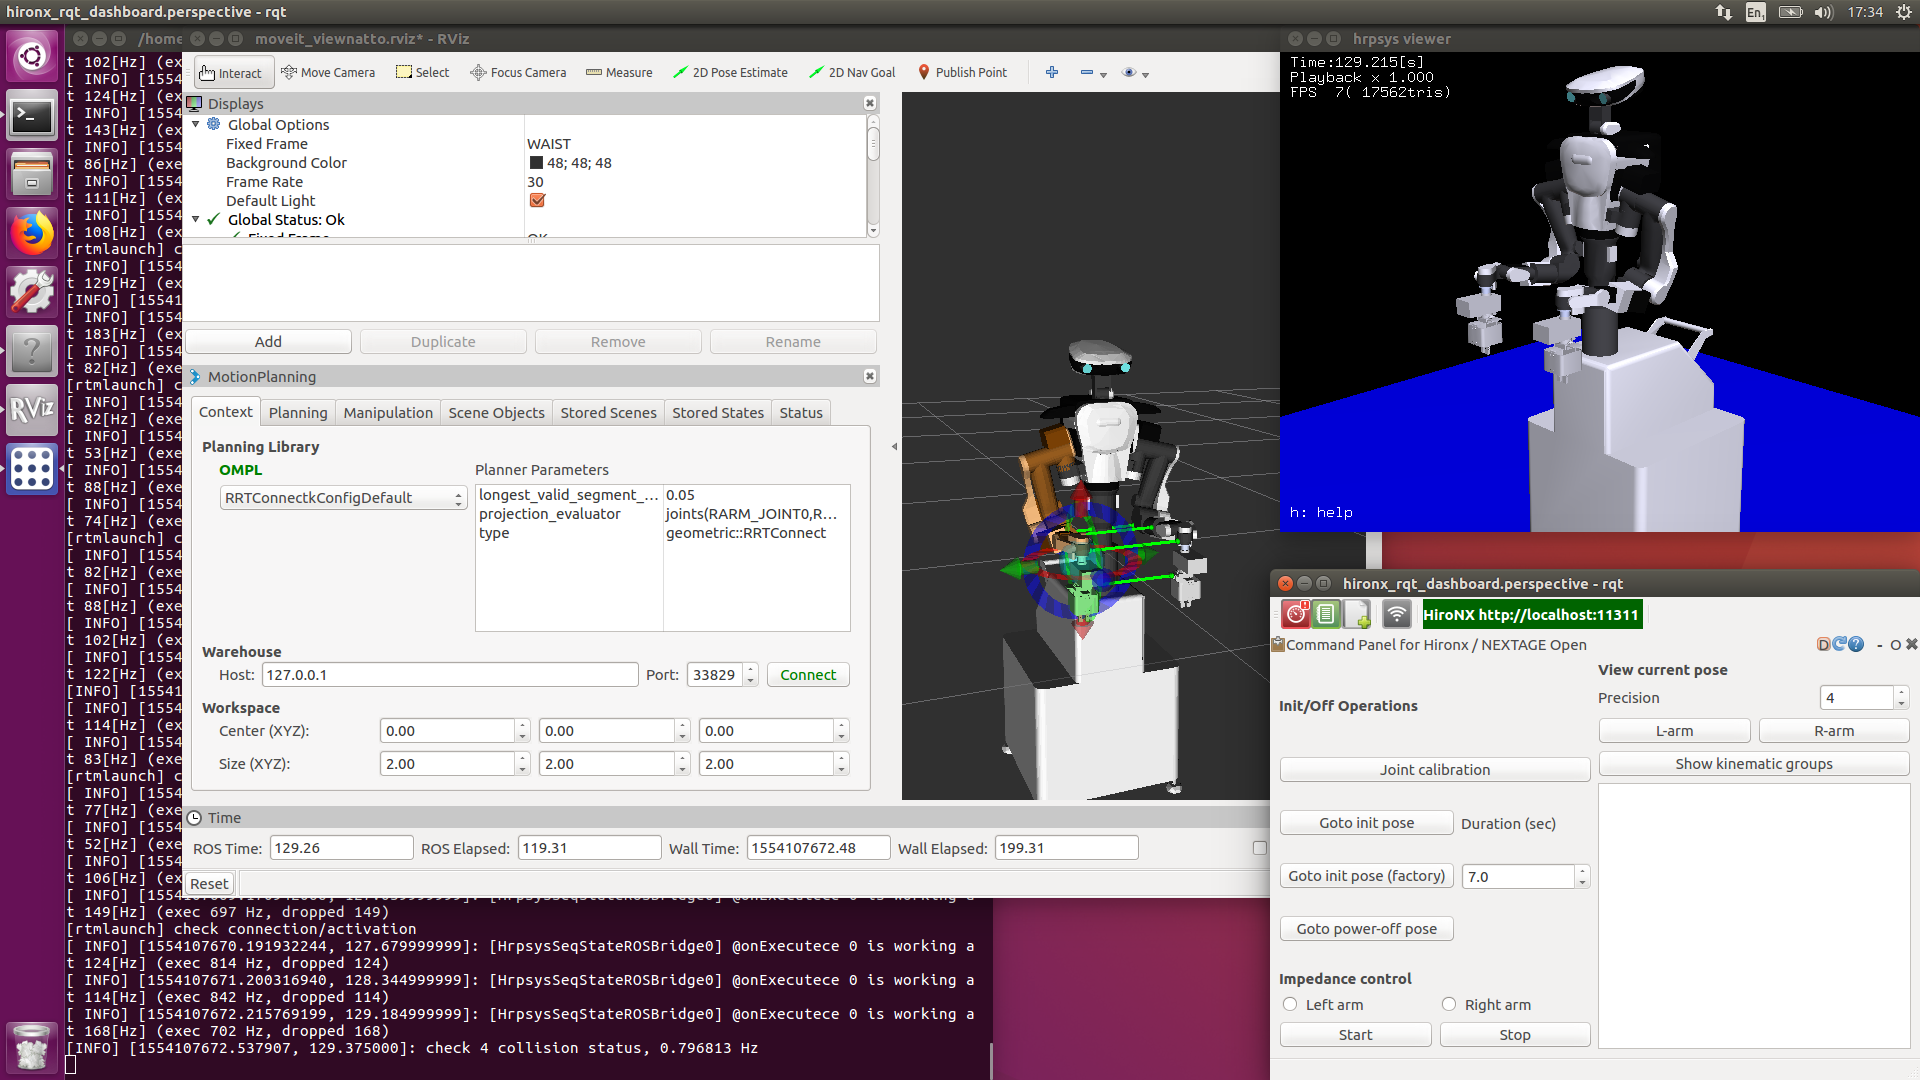 hironx_rqt_dashboard.perspective - rqt
En1
17:34
/home
moveit_viewnatto.rviz* - RViz
hrpsys viewer
Interact
Move Camera
Select
Focus Camera
Measure
2D Pose Estimate
2D Nav Goal
Publish Point
Displays
Global Options
Fixed Frame WAIST
Background Color 48; 48; 48
Frame Rate 30
Default Light
Global Status: Ok
Add
Duplicate
Remove
Rename
MotionPlanning
Context
Planning
Manipulation
Scene Objects
Stored Scenes
Stored States
Status
Planning Library
OMPL
RRTConnectkConfigDefault
Planner Parameters
longest_valid_segment_... 0.05
projection_evaluator joints(RARM_JOINT0,R...
type geometric::RRTConnect
Warehouse
Host: 127.0.0.1 Port: 33829 Connect
Workspace
Center (XYZ): 0.00 0.00 0.00
Size (XYZ): 2.00 2.00 2.00
Time
ROS Time: 129.26 ROS Elapsed: 119.31 Wall Time: 1554107672.48 Wall Elapsed: 199.31
Reset
t 102[Hz] (ex
[ INFO] [1554
t 124[Hz] (ex
[ INFO] [1554
t 143[Hz] (ex
[ INFO] [1554
t 86[Hz] (exe
[ INFO] [1554
t 111[Hz] (ex
[ INFO] [1554
t 108[Hz] (ex
[rtmlaunch] c
[ INFO] [1554
t 129[Hz] (ex
[INFO] [15541
[ INFO] [1554
t 183[Hz] (ex
[ INFO] [1554
t 82[Hz] (exe
[rtmlaunch] c
[ INFO] [1554
t 82[Hz] (exe
[ INFO] [1554
t 53[Hz] (exe
[ INFO] [1554
t 88[Hz] (exe
[ INFO] [1554
t 74[Hz] (exe
[rtmlaunch] c
[ INFO] [1554
t 82[Hz] (exe
[ INFO] [1554
t 88[Hz] (exe
[ INFO] [1554
t 102[Hz] (ex
[ INFO] [1554
t 122[Hz] (ex
[INFO] [15541
[ INFO] [1554
t 114[Hz] (ex
[ INFO] [1554
t 83[Hz] (exe
[rtmlaunch] c
[ INFO] [1554
t 77[Hz] (exe
[ INFO] [1554
t 52[Hz] (exe
[ INFO] [1554
t 106[Hz] (ex
t 149[Hz] (exec 697 Hz, dropped 149)
[rtmlaunch] check connection/activation
[ INFO] [1554107670.191932244, 127.679999999]: [HrpsysSeqStateROSBridge0] @onExecutece 0 is working a
t 124[Hz] (exec 814 Hz, dropped 124)
[ INFO] [1554107671.200316940, 128.344999999]: [HrpsysSeqStateROSBridge0] @onExecutece 0 is working a
t 114[Hz] (exec 842 Hz, dropped 114)
[ INFO] [1554107672.215769199, 129.184999999]: [HrpsysSeqStateROSBridge0] @onExecutece 0 is working a
t 168[Hz] (exec 702 Hz, dropped 168)
[INFO] [1554107672.537907, 129.375000]: check 4 collision status, 0.796813 Hz
Time:129.215[s]
Playback x 1.000
FPS 7( 17562tris)
h: help
RViz
hironx_rqt_dashboard.perspective - rqt
HiroNX http://localhost:11311
Command Panel for Hironx / NEXTAGE Open
D
- O
Init/Off Operations
Joint calibration
Goto init pose
Duration (sec)
Goto init pose (factory)
7.0
Goto power-off pose
Impedance control
Left arm
Right arm
Start
Stop
View current pose
Precision 4
L-arm
R-arm
Show kinematic groups